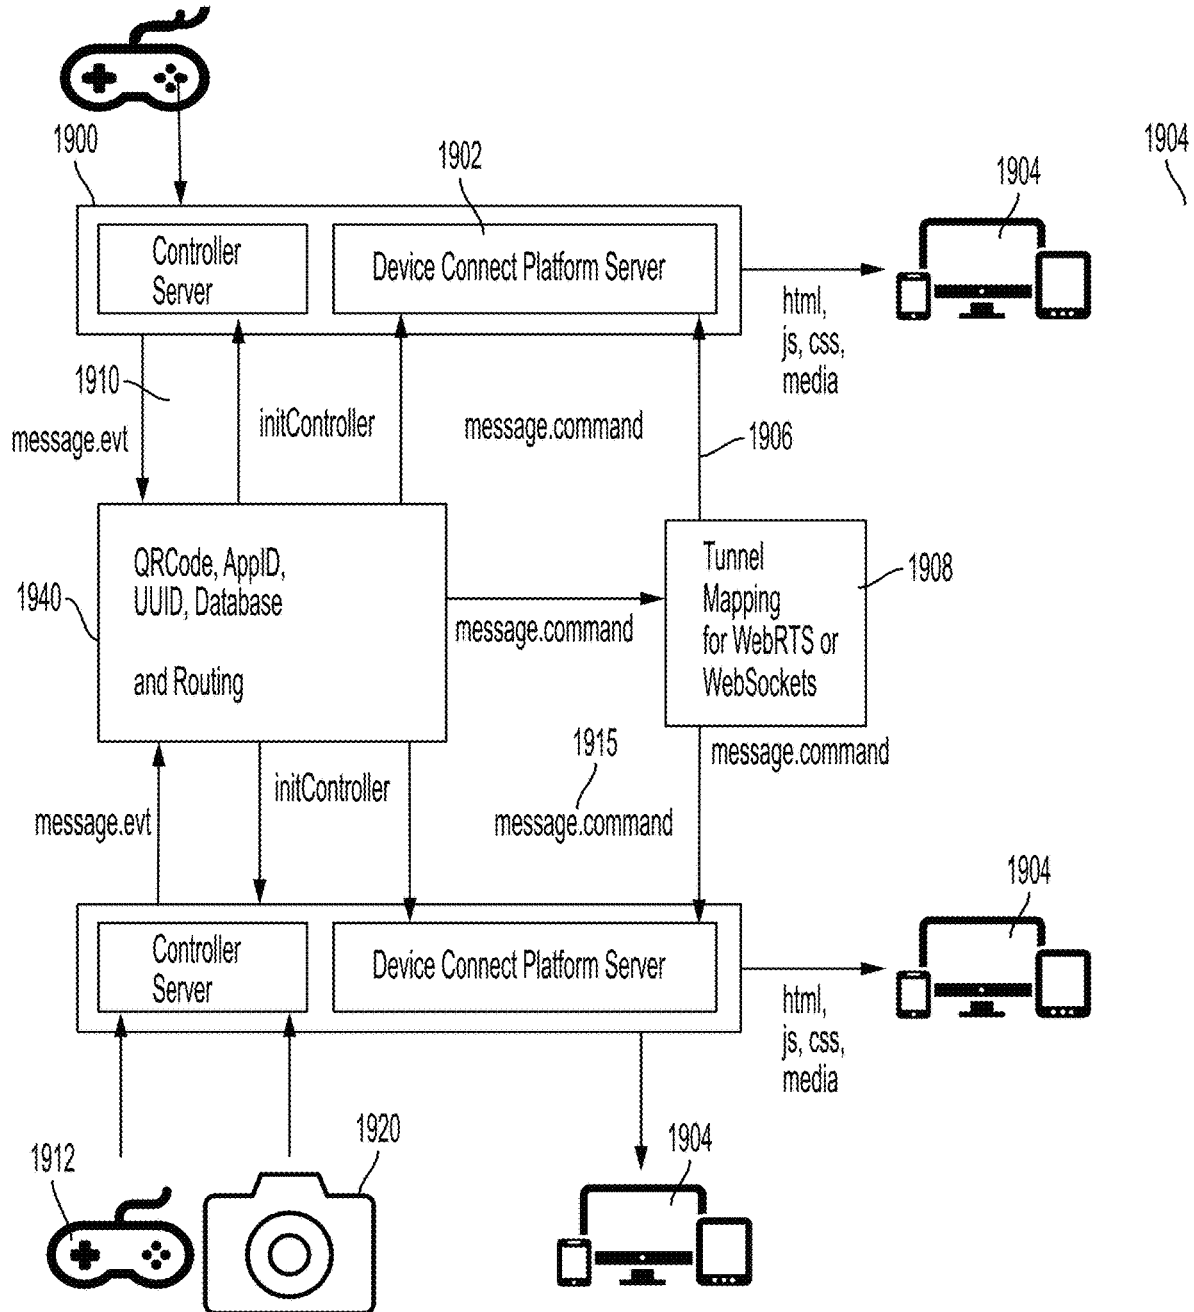 1900
1902
1904
1904
Controller
Server
Device Connect Platform Server
html,
js, css,
media
1910
message.evt
initController
message.command
1906
QRCode, AppID,
UUID, Database
and Routing
1940
message.command
Tunnel
Mapping
for WebRTS or
WebSockets
1908
1915
message.command
message.evt
initController
message.command
1904
Controller
Server
Device Connect Platform Server
html,
js, css,
media
1912
1920
1904